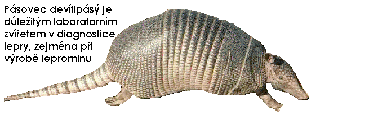 Pásovec devítipásý je
důležitým laboratorním
zvířetem v diagnostice
lepry, zejména při
výrobě leprominu